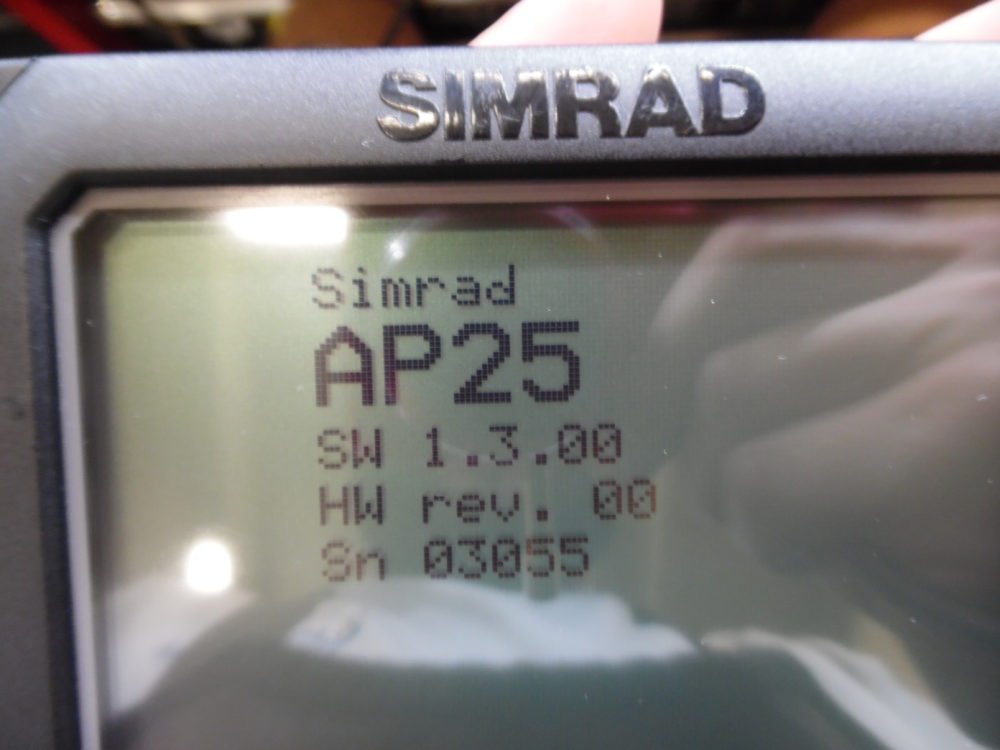 SIMRAD
Simrad
AP25
SW 1.3.00
HW rev. 00
Sn 03055